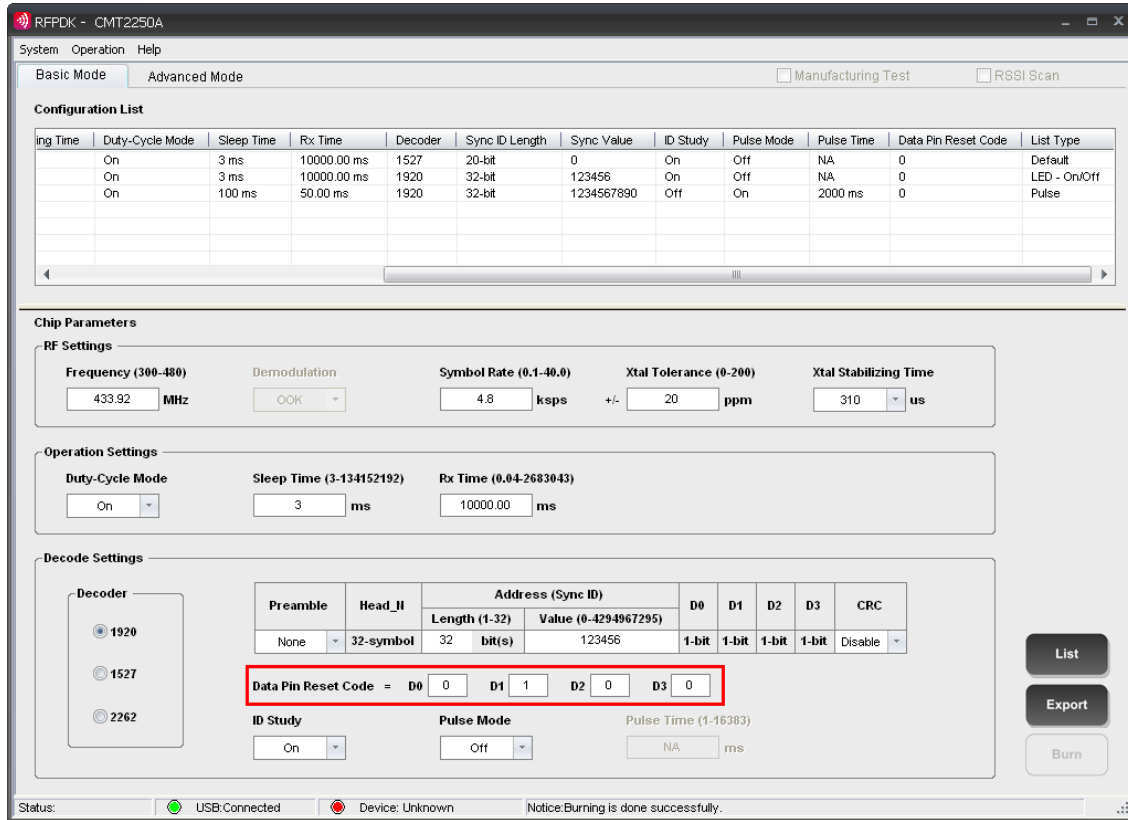 RFPDK - CMT2250A
System Operation Help
Basic Mode Advanced Mode Manufacturing Test RSSI Scan
Configuration List
ing Time Duty-Cycle Mode Sleep Time Rx Time Decoder Sync ID Length Sync Value ID Study Pulse Mode Pulse Time Data Pin Reset Code List Type
On 3 ms 10000.00 ms 1527 20-bit 0 On Off NA 0 Default
On 3 ms 10000.00 ms 1920 32-bit 123456 On Off NA 0 LED - On/Off
On 100 ms 50.00 ms 1920 32-bit 1234567890 Off On 2000 ms 0 Pulse
Chip Parameters
RF Settings
Frequency (300-480) Demodulation Symbol Rate (0.1-40.0) Xtal Tolerance (0-200) Xtal Stabilizing Time
433.92 MHz OOK 4.8 ksps +/- 20 ppm 310 us
Operation Settings
Duty-Cycle Mode Sleep Time (3-134152192) Rx Time (0.04-2683043)
On 3 ms 10000.00 ms
Decode Settings
Decoder
1920
1527
2262
Preamble Head_N Address (Sync ID) D0 D1 D2 D3 CRC
Length (1-32) Value (0-4294967295)
None 32-symbol 32 bit(s) 123456 1-bit 1-bit 1-bit 1-bit Disable
Data Pin Reset Code = D0 0 D1 1 D2 0 D3 0
ID Study Pulse Mode Pulse Time (1-16383)
On Off NA ms
List
Export
Burn
Status: USB:Connected Device: Unknown Notice:Burning is done successfully.